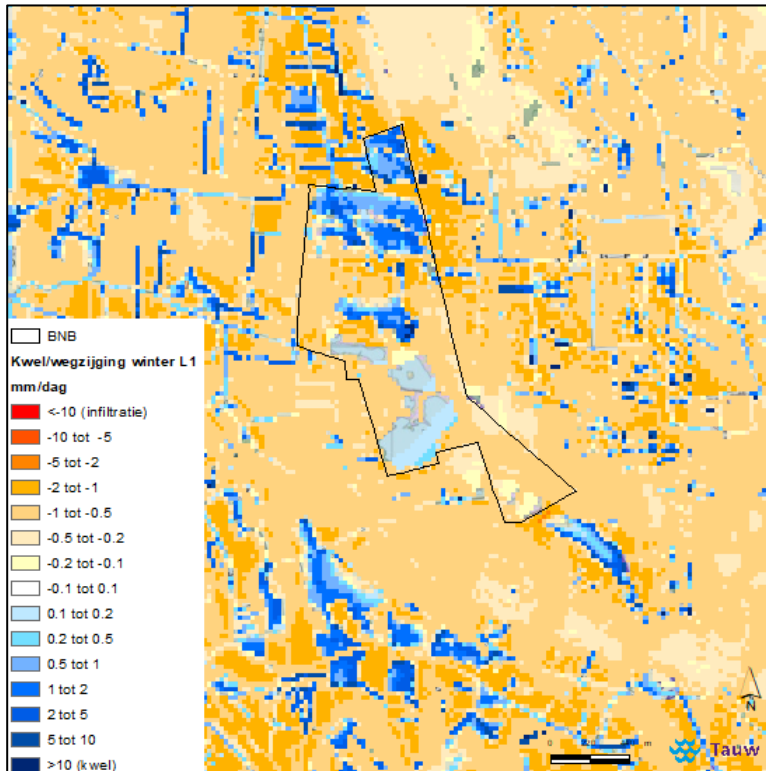 BNB
Kwel/wegzijging winter L1
mm/dag
<-10 (infiltratie)
-10 tot -5
-5 tot -2
-2 tot -1
-1 tot -0.5
-0.5 tot -0.2
-0.2 tot -0.1
-0.1 tot 0.1
0.1 tot 0.2
0.2 tot 0.5
0.5 tot 1
1 tot 2
2 tot 5
5 tot 10
>10 (kwel)
N
0 m
Tauw